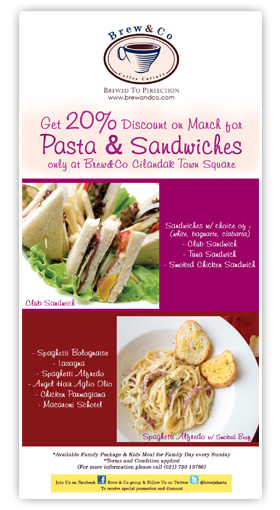 Brew & Co
Coffee Culture
BREWED TO PERFECTION
www.brewandco.com
Get 20% Discount on March for
Pasta & Sandwiches
only at Brew&Co Cilandak Town Square
Sandwiches w/ choice of ,
(white, baguette, ciabatta)
- Club Sandwich
- Tuna Sandwich
- Smoked Chicken Sandwich
Club Sandwich
- Spaghetti Bolognaise
- Lasagna
- Spaghetti Alfredo
- Angel Hair Aglio Olio
- Chicken Parmagiana
- Macaroni Schotel
Spaghetti Alfredo w/ Smoked Beef
*Available Family Package & Kids Meal for Family Day every Sunday
*Terms and Condition applied
(For more information please call (021) 759 13786)
Join Us on Facebook f Brew & Co group & Follow Us on Twitter t @brewjakarta
To receive special promotion and discount